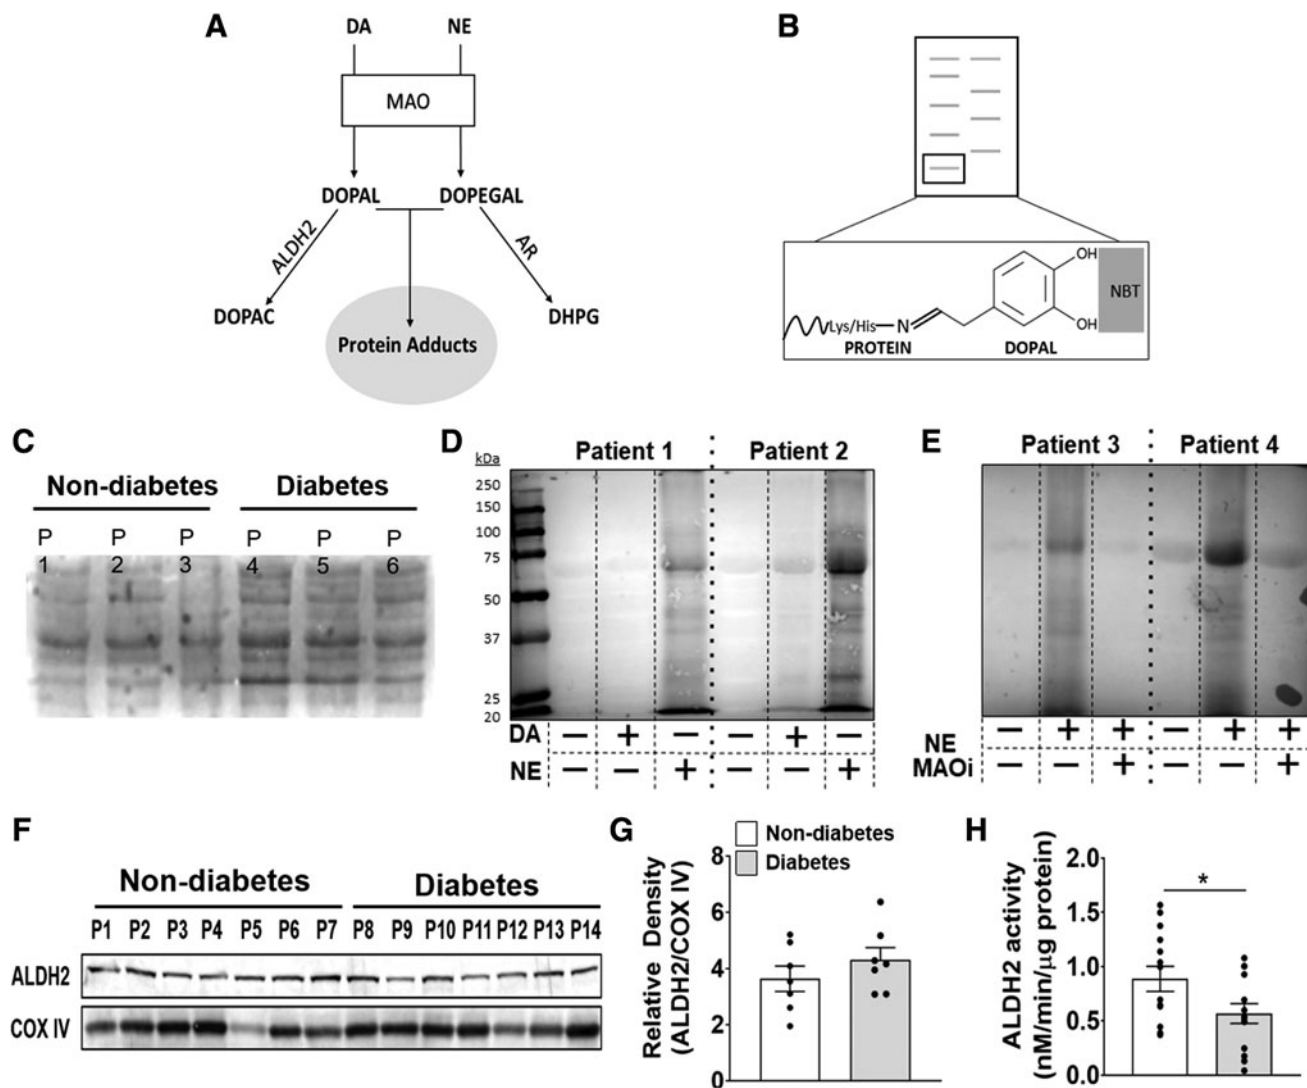 A
DA NE
MAO
DOPAL DOPEGAL
ALDH2
AR
DOPAC
DHPG
Protein Adducts
B
OH
OH
NBT
Lys/His N
PROTEIN DOPAL
C
Non-diabetes Diabetes
P P P P P P
1 2 3 4 5 6
D
Patient 1 Patient 2
kDa
250
150
100
75
50
37
25
20
DA − + − − + −
NE − − + − − +
E
Patient 3 Patient 4
NE − + + − + +
MAOi − − + − − +
F
Non-diabetes Diabetes
P1 P2 P3 P4 P5 P6 P7 P8 P9 P10 P11 P12 P13 P14
ALDH2
COX IV
G
Non-diabetes
Diabetes
Relative Density
(ALDH2/COX IV)
8
6
4
2
0
H
ALDH2 activity
(nM/min/µg protein)
2.0
1.5
1.0
0.5
0.0
*